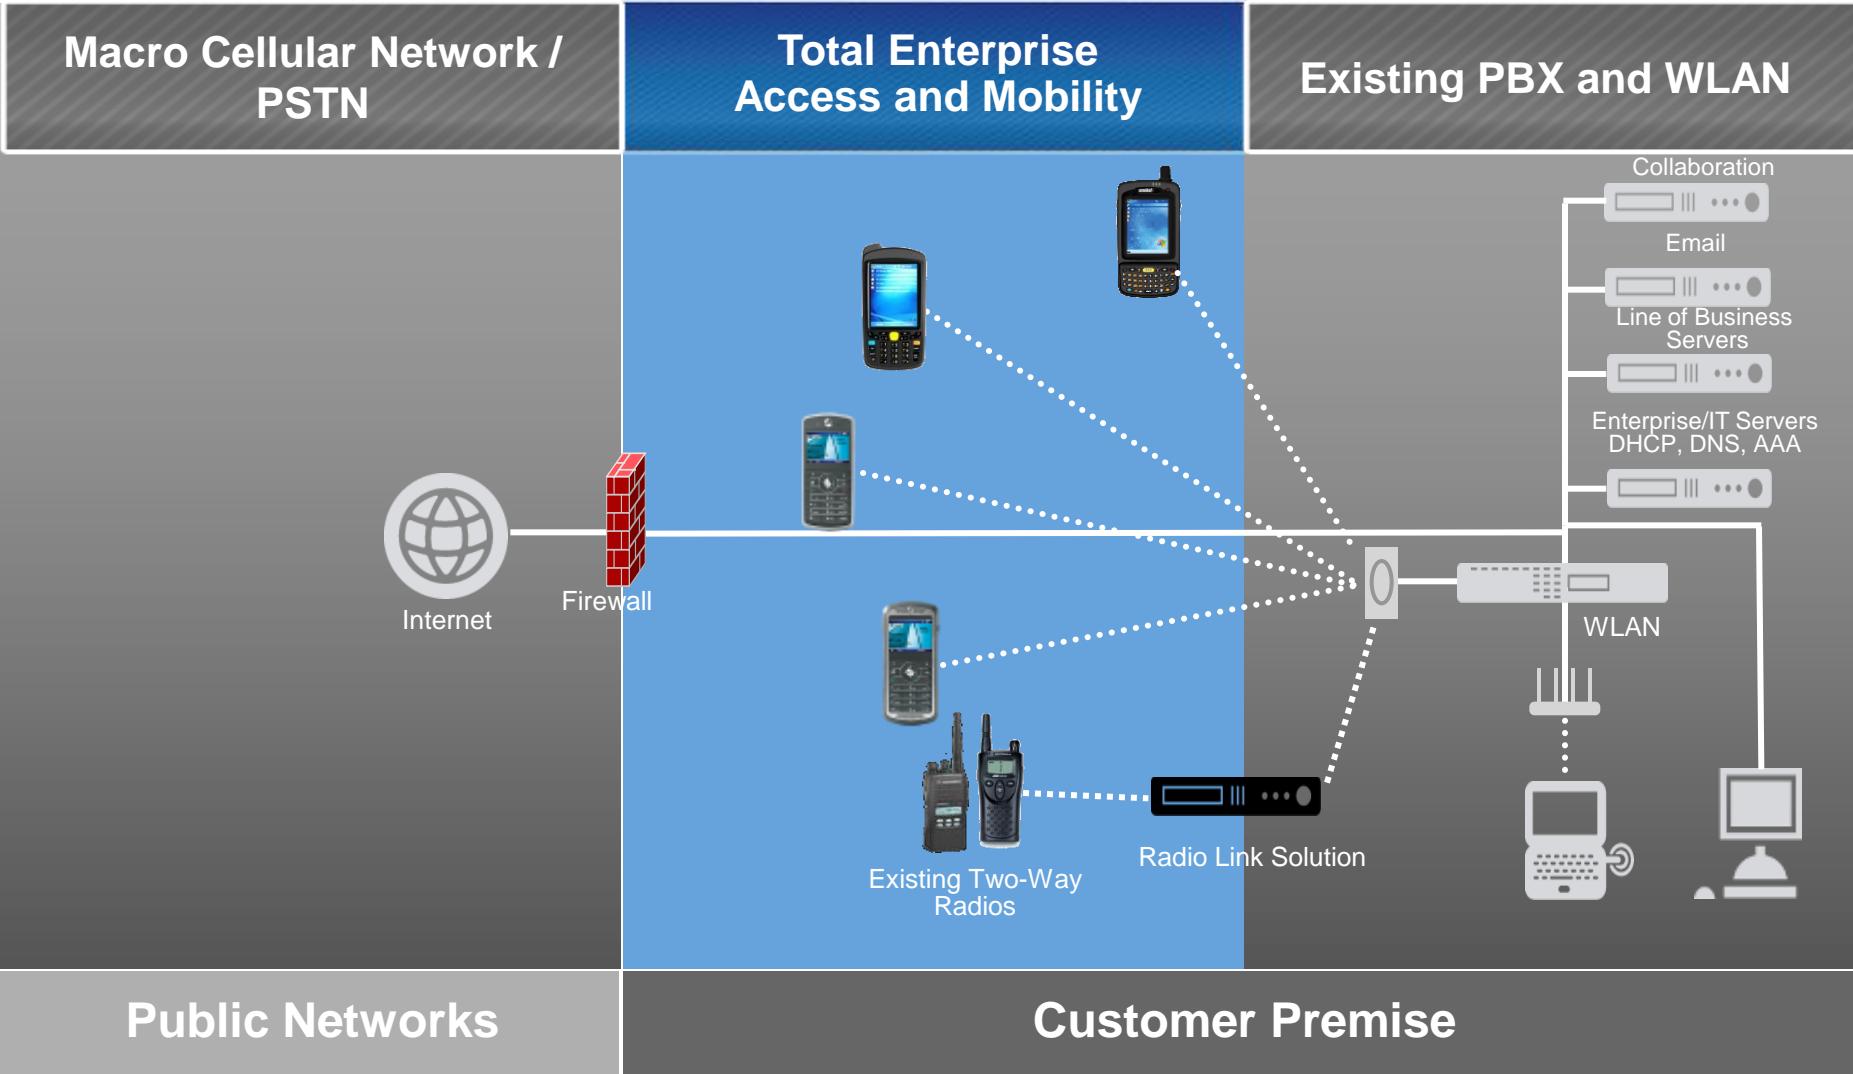 Macro Cellular Network /
PSTN
Total Enterprise
Access and Mobility
Existing PBX and WLAN
Collaboration
Email
Line of Business
Servers
Enterprise/IT Servers
DHCP, DNS, AAA
Internet
Firewall
WLAN
Radio Link Solution
Existing Two-Way
Radios
Public Networks
Customer Premise